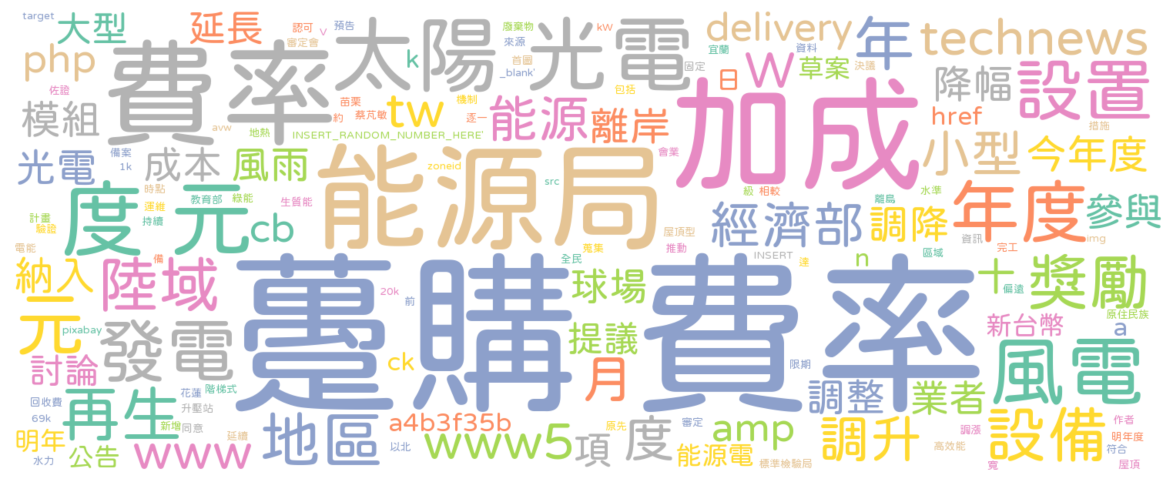 target
大型
延長
認可
V
預告
審定會
太陽光電
廢棄物
來源
首圖
_blank'
kW
delivery
宜蘭
資料
年
technews
php
費率
k
固定
日
W
草案
決議
降幅
設置
佐證
模組
苗栗
約
蔡芃敏
tw
機制
逐一
能源
離岸
包括
加成
href
措施
avw
地熱
INSERT_RANDOM_NUMBER_HERE'
會業
小型
今年度
光電
備案
1k
成本
風雨
能源局
zoneid
src
級
相較
水準
時點
運維
持續
教育部
綠能
生質能
離島
度
元
cb
屋頂型
經濟部
調降
年度
參與
計畫
驗證
電能
備
蒐集
推動
資訊
完工
img
全民
INSERT
達
n
區域
納入
陸域
躉購費率
20k
前
球場
十
偏遠
獎勵
原住民族
元
pixabay
發電
提議
新台幣
a
風電
討論
ck
月
限期
調整
業者
回收費
69k
再生
花蓮
階梯式
升壓站
新增
同意
地區
a4b3f35b
原先
審定
amp
調升
調漲
設備
作者
明年度
符合
明年
水力
公告
www
延續
以北
www5
項
度
能源電
標準檢驗局
高效能
寬
屋頂